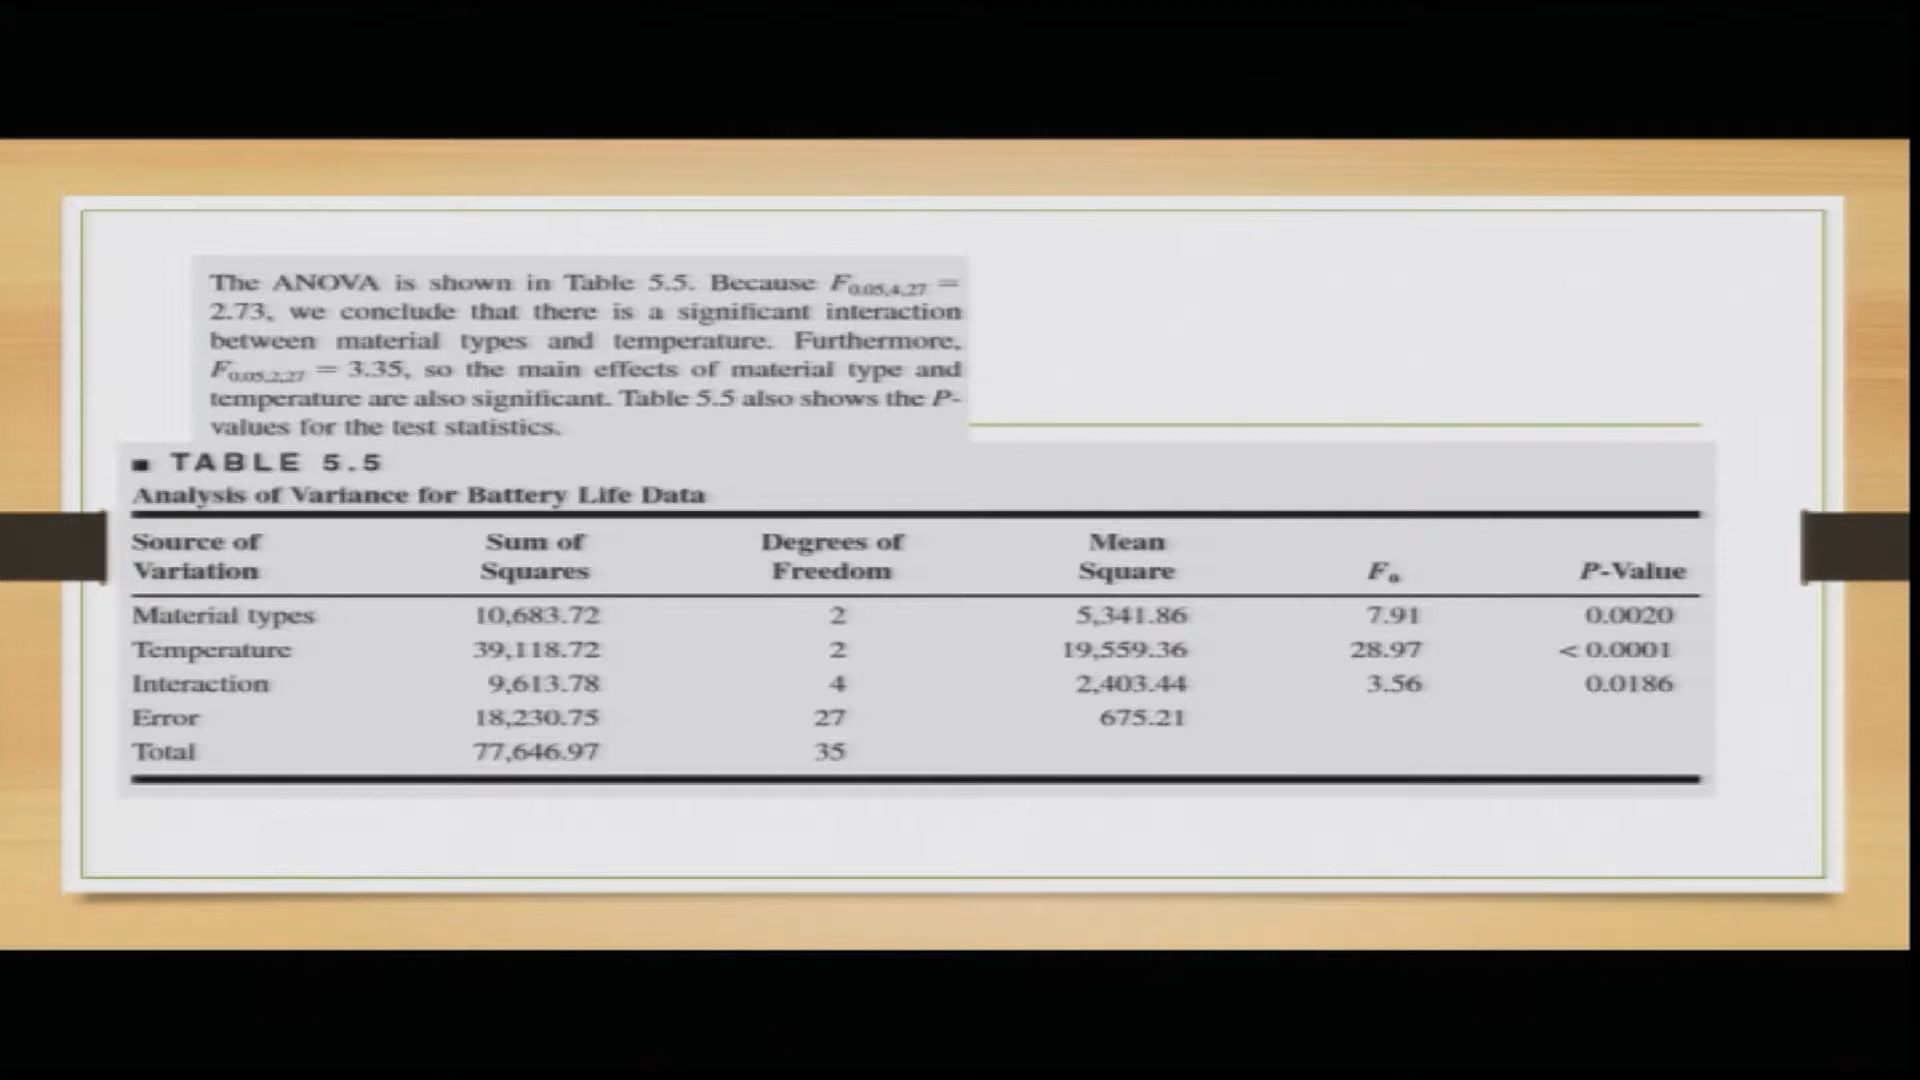 The ANOVA is shown in Table 5.5. Because F0.05,4,27 =
2.73, we conclude that there is a significant interaction
between material types and temperature. Furthermore,
F0.05,2,27 = 3.35, so the main effects of material type and
temperature are also significant. Table 5.5 also shows the P-
values for the test statistics.
■ TABLE 5.5
Analysis of Variance for Battery Life Data
Source of Variation Sum of Squares Degrees of Freedom Mean Square F0 P-Value
Material types 10,683.72 2 5,341.86 7.91 0.0020
Temperature 39,118.72 2 19,559.36 28.97 < 0.0001
Interaction 9,613.78 4 2,403.44 3.56 0.0186
Error 18,230.75 27 675.21
Total 77,646.97 35